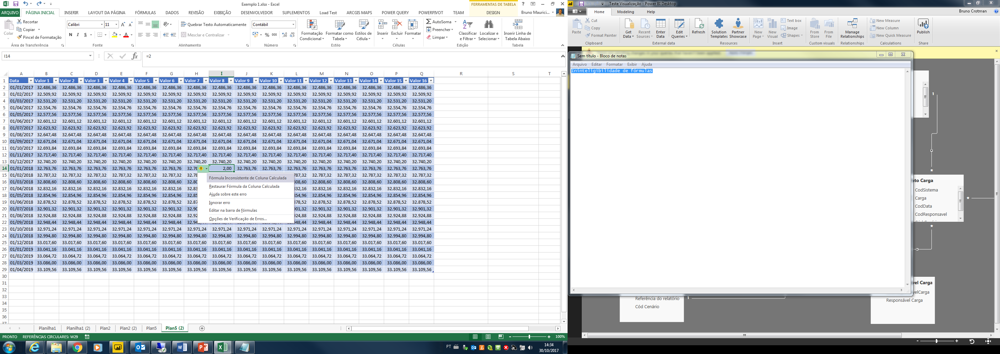 Exemplo 1.xlsx - Excel
FERRAMENTAS DE TABELA
ARQUIVO PÁGINA INICIAL INSERIR LAYOUT DA PÁGINA FÓRMULAS DADOS REVISÃO EXIBIÇÃO DESENVOLVEDOR SUPLEMENTOS Load Test ARCGIS MAPS POWER QUERY POWERPIVOT TEAM DESIGN Bruno Maurici...
Recortar
Copiar
Pincel de Formatação
Colar
Área de Transferência
Calibri 11
N I S
Fonte
Quebrar Texto Automaticamente
Mesclar e Centralizar
Alinhamento
Contábil
% 000
Número
Formatação Condicional
Formatar como Tabela
Estilos de Célula
Estilo
Inserir Excluir Formatar
Células
AutoSoma
Preencher
Limpar
Classificar e Filtrar
Localizar e Selecionar
Edição
Inserir Linha de Tabela Abaixo
Tabela
I14
=2
A B C D E F G H I J K L M N O P Q R S T
1 Data Valor 1 Valor 2 Valor 3 Valor 4 Valor 5 Valor 6 Valor 7 Valor 8 Valor 9 Valor 10 Valor 11 Valor 12 Valor 13 Valor 14 Valor 15 Valor 16
2 01/01/2017 32.486,36 32.486,36 32.486,36 32.486,36 32.486,36 32.486,36 32.486,36 32.486,36 32.486,36 32.486,36 32.486,36 32.486,36 32.486,36 32.486,36 32.486,36 32.486,36
3 01/02/2017 32.509,92 32.509,92 32.509,92 32.509,92 32.509,92 32.509,92 32.509,92 32.509,92 32.509,92 32.509,92 32.509,92 32.509,92 32.509,92 32.509,92 32.509,92 32.509,92
4 01/03/2017 32.531,20 32.531,20 32.531,20 32.531,20 32.531,20 32.531,20 32.531,20 32.531,20 32.531,20 32.531,20 32.531,20 32.531,20 32.531,20 32.531,20 32.531,20 32.531,20
5 01/04/2017 32.554,76 32.554,76 32.554,76 32.554,76 32.554,76 32.554,76 32.554,76 32.554,76 32.554,76 32.554,76 32.554,76 32.554,76 32.554,76 32.554,76 32.554,76 32.554,76
6 01/05/2017 32.577,56 32.577,56 32.577,56 32.577,56 32.577,56 32.577,56 32.577,56 32.577,56 32.577,56 32.577,56 32.577,56 32.577,56 32.577,56 32.577,56 32.577,56 32.577,56
7 01/06/2017 32.601,12 32.601,12 32.601,12 32.601,12 32.601,12 32.601,12 32.601,12 32.601,12 32.601,12 32.601,12 32.601,12 32.601,12 32.601,12 32.601,12 32.601,12 32.601,12
8 01/07/2017 32.623,92 32.623,92 32.623,92 32.623,92 32.623,92 32.623,92 32.623,92 32.623,92 32.623,92 32.623,92 32.623,92 32.623,92 32.623,92 32.623,92 32.623,92 32.623,92
9 01/08/2017 32.647,48 32.647,48 32.647,48 32.647,48 32.647,48 32.647,48 32.647,48 32.647,48 32.647,48 32.647,48 32.647,48 32.647,48 32.647,48 32.647,48 32.647,48 32.647,48
10 01/09/2017 32.671,04 32.671,04 32.671,04 32.671,04 32.671,04 32.671,04 32.671,04 32.671,04 32.671,04 32.671,04 32.671,04 32.671,04 32.671,04 32.671,04 32.671,04 32.671,04
11 01/10/2017 32.693,84 32.693,84 32.693,84 32.693,84 32.693,84 32.693,84 32.693,84 32.693,84 32.693,84 32.693,84 32.693,84 32.693,84 32.693,84 32.693,84 32.693,84 32.693,84
12 01/11/2017 32.717,40 32.717,40 32.717,40 32.717,40 32.717,40 32.717,40 32.717,40 32.717,40 32.717,40 32.717,40 32.717,40 32.717,40 32.717,40 32.717,40 32.717,40 32.717,40
13 01/12/2017 32.740,20 32.740,20 32.740,20 32.740,20 32.740,20 32.740,20 32.740,20 32.740,20 32.740,20 32.740,20 32.740,20 32.740,20 32.740,20 32.740,20 32.740,20 32.740,20
14 01/01/2018 32.763,76 32.763,76 32.763,76 32.763,76 32.763,76 32.763,76 2,00 32.763,76 32.763,76 32.763,76 32.763,76 32.763,76 32.763,76 32.763,76 32.763,76
15 01/02/2018 32.787,32 32.787,32 32.787,32 32.787,32 32.787,32 32.787,32 32.787,32 32.787,32 32.787,32 32.787,32 32.787,32
16 01/03/2018 32.808,60 32.808,60 32.808,60 32.808,60 32.808,60 32.808,60 32.808,60 32.808,60 32.808,60 32.808,60 32.808,60
17 01/04/2018 32.832,16 32.832,16 32.832,16 32.832,16 32.832,16 32.832,16 32.832,16 32.832,16 32.832,16 32.832,16 32.832,16
18 01/05/2018 32.854,96 32.854,96 32.854,96 32.854,96 32.854,96 32.854,96 32.854,96 32.854,96 32.854,96 32.854,96 32.854,96
19 01/06/2018 32.878,52 32.878,52 32.878,52 32.878,52 32.878,52 32.878,52 32.878,52 32.878,52 32.878,52 32.878,52 32.878,52
20 01/07/2018 32.901,32 32.901,32 32.901,32 32.901,32 32.901,32 32.901,32 32.901,32 32.901,32 32.901,32 32.901,32 32.901,32
21 01/08/2018 32.924,88 32.924,88 32.924,88 32.924,88 32.924,88 32.924,88 32.924,88 32.924,88 32.924,88 32.924,88 32.924,88
22 01/09/2018 32.948,44 32.948,44 32.948,44 32.948,44 32.948,44 32.948,44 32.948,44 32.948,44 32.948,44 32.948,44 32.948,44
23 01/10/2018 32.971,24 32.971,24 32.971,24 32.971,24 32.971,24 32.971,24 32.971,24 32.971,24 32.971,24 32.971,24 32.971,24 32.971,24 32.971,24 32.971,24 32.971,24 32.971,24
24 01/11/2018 32.994,80 32.994,80 32.994,80 32.994,80 32.994,80 32.994,80 32.994,80 32.994,80 32.994,80 32.994,80 32.994,80 32.994,80 32.994,80 32.994,80 32.994,80 32.994,80
25 01/12/2018 33.017,60 33.017,60 33.017,60 33.017,60 33.017,60 33.017,60 33.017,60 33.017,60 33.017,60 33.017,60 33.017,60 33.017,60 33.017,60 33.017,60 33.017,60 33.017,60
26 01/01/2019 33.041,16 33.041,16 33.041,16 33.041,16 33.041,16 33.041,16 33.041,16 33.041,16 33.041,16 33.041,16 33.041,16 33.041,16 33.041,16 33.041,16 33.041,16 33.041,16
27 01/02/2019 33.064,72 33.064,72 33.064,72 33.064,72 33.064,72 33.064,72 33.064,72 33.064,72 33.064,72 33.064,72 33.064,72 33.064,72 33.064,72 33.064,72 33.064,72 33.064,72
28 01/03/2019 33.086,00 33.086,00 33.086,00 33.086,00 33.086,00 33.086,00 33.086,00 33.086,00 33.086,00 33.086,00 33.086,00 33.086,00 33.086,00 33.086,00 33.086,00 33.086,00
29 01/04/2019 33.109,56 33.109,56 33.109,56 33.109,56 33.109,56 33.109,56 33.109,56 33.109,56 33.109,56 33.109,56 33.109,56 33.109,56 33.109,56 33.109,56 33.109,56 33.109,56
30
31
32
33
34
35
36
37
Fórmula Inconsistente de Coluna Calculada
Restaurar Fórmula da Coluna Calculada
Ajuda sobre este erro
Ignorar erro
Editar na barra de fórmulas
Opções de Verificação de Erros...
Planilha1 Planilha1 (2) Plan2 Plan2 (2) Plan5 Plan5 (2)
PRONTO REFERÊNCIAS CIRCULARES: W29 100%
PT 14:34
30/10/2017
Teste Visualização - Power BI Desktop
Home Modeling Help Bruno Crotman
Paste
Cut
Copy
Format Painter
Clipboard
Get Data
Recent Sources
Enter Data
Edit Queries
Refresh
External data
Solution Templates
Partner Showcase
Resources
New Page
New Visual
Text box
Image
Shapes
Insert
From Store
From File
Custom visuals
Manage Relationships
Relationships
New Measure
New Column
New Quick Measure
Calculations
Publish
Share
Sem título - Bloco de notas
Arquivo Editar Formatar Exibir Ajuda
Ininteligibilidade de fórmulas
1
*
to Carga
CodSistema
Carga
CodData
CodResponsavel
*
*
vel Carga
velCarga
Responsável Carga
Referência do relatório
Cód Cenário
1